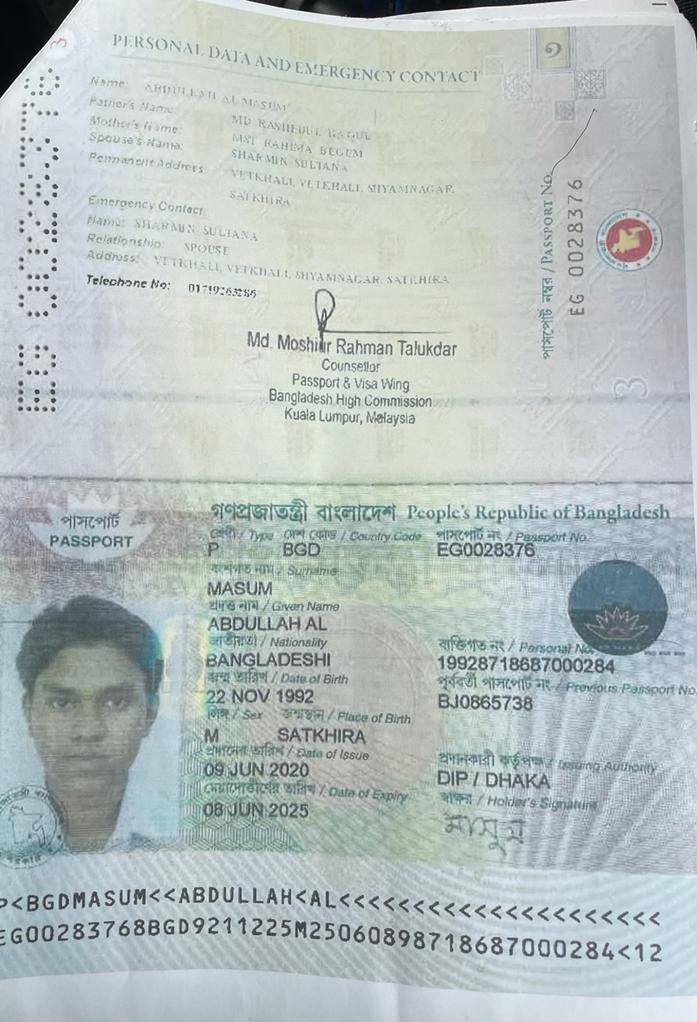 3
PERSONAL DATA AND EMERGENCY CONTACT
১
Name: ABDULLAH AL MASUM
Father's Name: MD RASHEDUL HAQUE
Mother's Name: MST RAHIMA BEGUM
Spouse's Name: SHARMIN SULTANA
Permanent Address: VETKHALI, VETKHALI, SHYAMNAGAR,
SATKHIRA
Emergency Contact:
Name: SHARMIN SULTANA
Relationship: SPOUSE
Address: VETKHALI, VETKHALI, SHYAMNAGAR, SATKHIRA
Telephone No:
EG 0028376
পাসপোর্ট নম্বর / PASSPORT No.
EG 0028376
3
Md. Moshiur Rahman Talukdar
Counsellor
Passport & Visa Wing
Bangladesh High Commission
Kuala Lumpur, Malaysia
গণপ্রজাতন্ত্রী বাংলাদেশ People's Republic of Bangladesh
পাসপোর্ট
PASSPORT
শ্রেণী / Type দেশ কোড / Country Code পাসপোর্ট নং / Passport No.
P BGD EG0028376
বংশগত নাম / Surname
MASUM
প্রদত্ত নাম / Given Name
ABDULLAH AL
জাতীয়তা / Nationality
BANGLADESHI
ব্যক্তিগত নং / Personal No.
19928718687000284
জন্ম তারিখ / Date of Birth
22 NOV 1992
পূর্ববর্তী পাসপোর্ট নং / Previous Passport No
BJ0865738
লিঙ্গ / Sex জন্মস্থান / Place of Birth
M SATKHIRA
প্রদানের তারিখ / Date of Issue
09 JUN 2020
প্রদানকারী কর্তৃপক্ষ / Issuing Authority
DIP / DHAKA
মেয়াদোত্তীর্ণের তারিখ / Date of Expiry
08 JUN 2025
স্বাক্ষর / Holder's Signature
মাসুম
P<BGDMASUM<<ABDULLAH<AL<<<<<<<<<<<<<<<<<<<<<
EG00283768BGD9211225M25060898718687000284<12